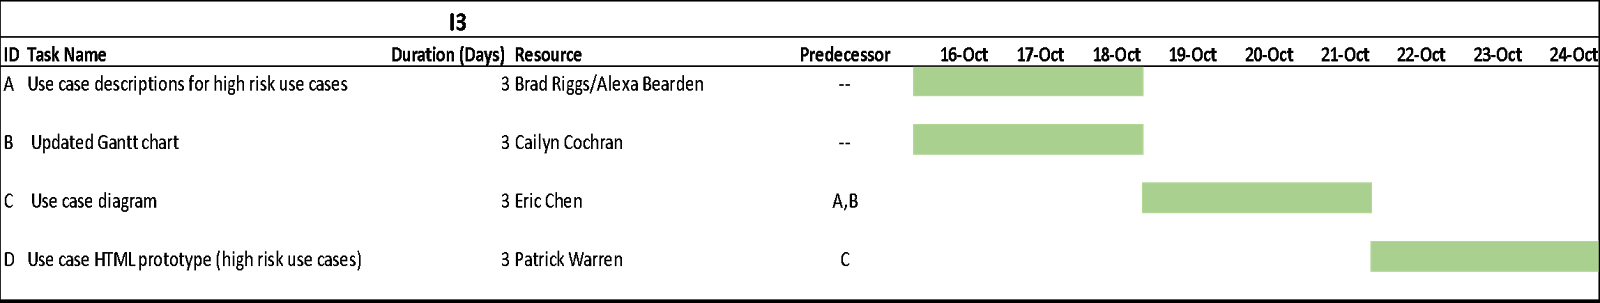 I3
ID Task Name Duration (Days) Resource Predecessor 16-Oct 17-Oct 18-Oct 19-Oct 20-Oct 21-Oct 22-Oct 23-Oct 24-Oct
A Use case descriptions for high risk use cases 3 Brad Riggs/Alexa Bearden --
B Updated Gantt chart 3 Cailyn Cochran --
C Use case diagram 3 Eric Chen A,B
D Use case HTML prototype (high risk use cases) 3 Patrick Warren C